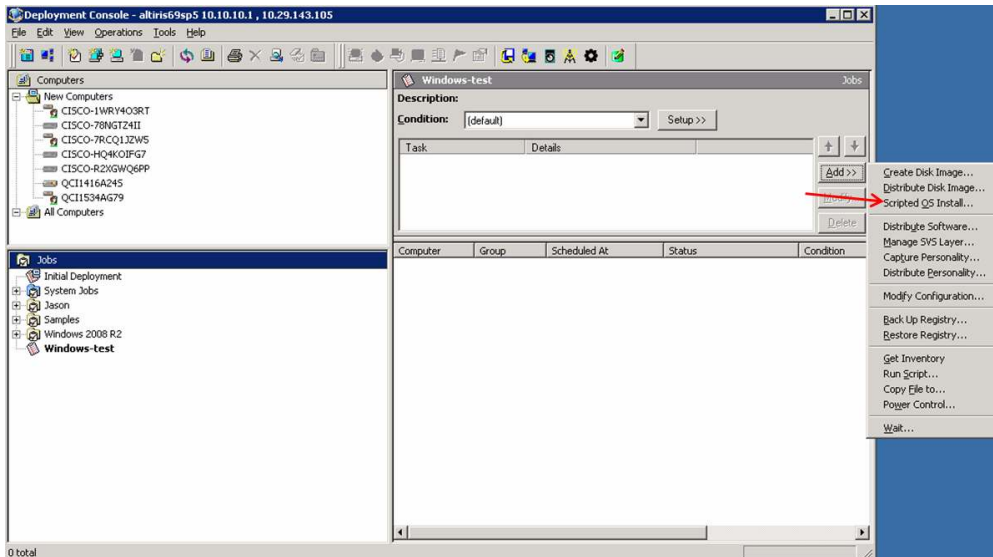 Deployment Console - altiris69sp5 10.10.10.1 , 10.29.143.105
File Edit View Operations Tools Help
Computers
New Computers
CISCO-1WRY4O3RT
CISCO-78NGTZ4II
CISCO-7RCQ1JZW5
CISCO-HQ4KOIFG7
CISCO-R2XGWQ6PP
QCI1416A245
QCI1534AG79
All Computers
Jobs
Initial Deployment
System Jobs
Jason
Samples
Windows 2008 R2
Windows-test
Windows-test Jobs
Description:
Condition: (default) Setup >>
Task Details
Add >>
Modify...
Delete
Computer Group Scheduled At Status Condition
Create Disk Image...
Distribute Disk Image...
Scripted OS Install...
Distribute Software...
Manage SVS Layer...
Capture Personality...
Distribute Personality...
Modify Configuration...
Back Up Registry...
Restore Registry...
Get Inventory
Run Script...
Copy File to...
Power Control...
Wait...
0 total